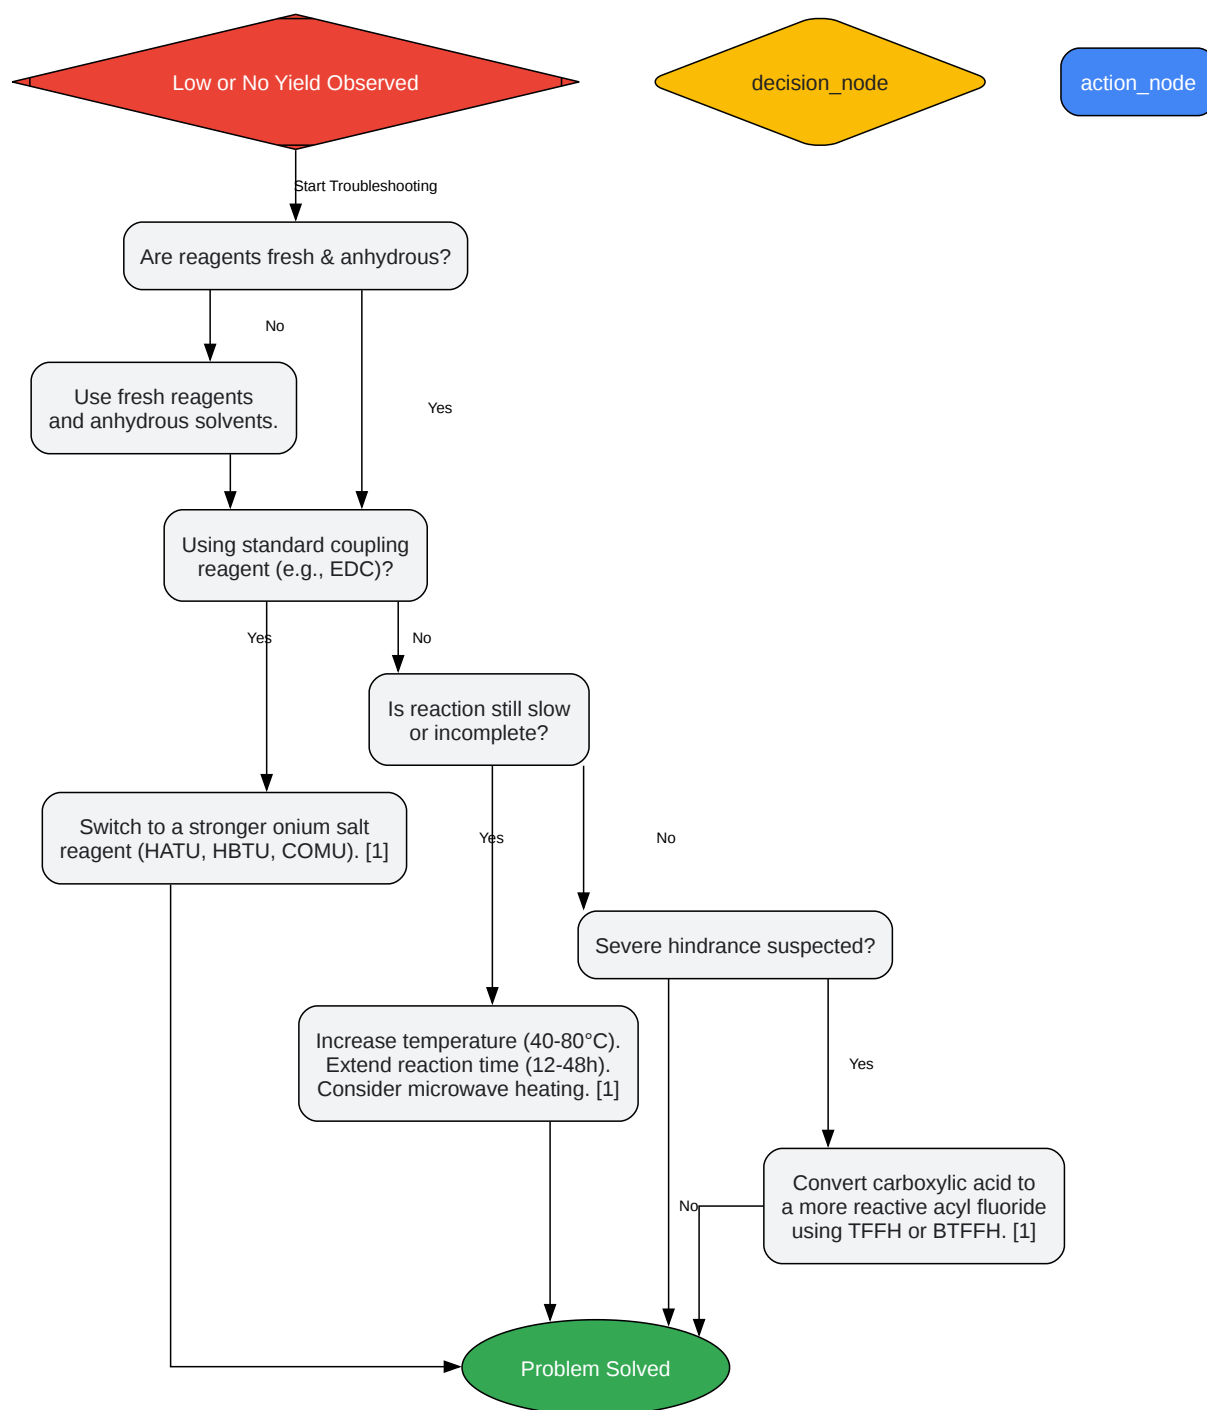 Low or No Yield Observed
decision_node
action_node
Start Troubleshooting
Are reagents fresh & anhydrous?
No
Use fresh reagents
and anhydrous solvents.
Yes
Using standard coupling
reagent (e.g., EDC)?
Yes
No
Is reaction still slow
or incomplete?
Switch to a stronger onium salt
reagent (HATU, HBTU, COMU). [1]
Yes
No
Severe hindrance suspected?
Increase temperature (40-80°C).
Extend reaction time (12-48h).
Consider microwave heating. [1]
Yes
Convert carboxylic acid to
a more reactive acyl fluoride
using TFFH or BTFFH. [1]
No
Problem Solved